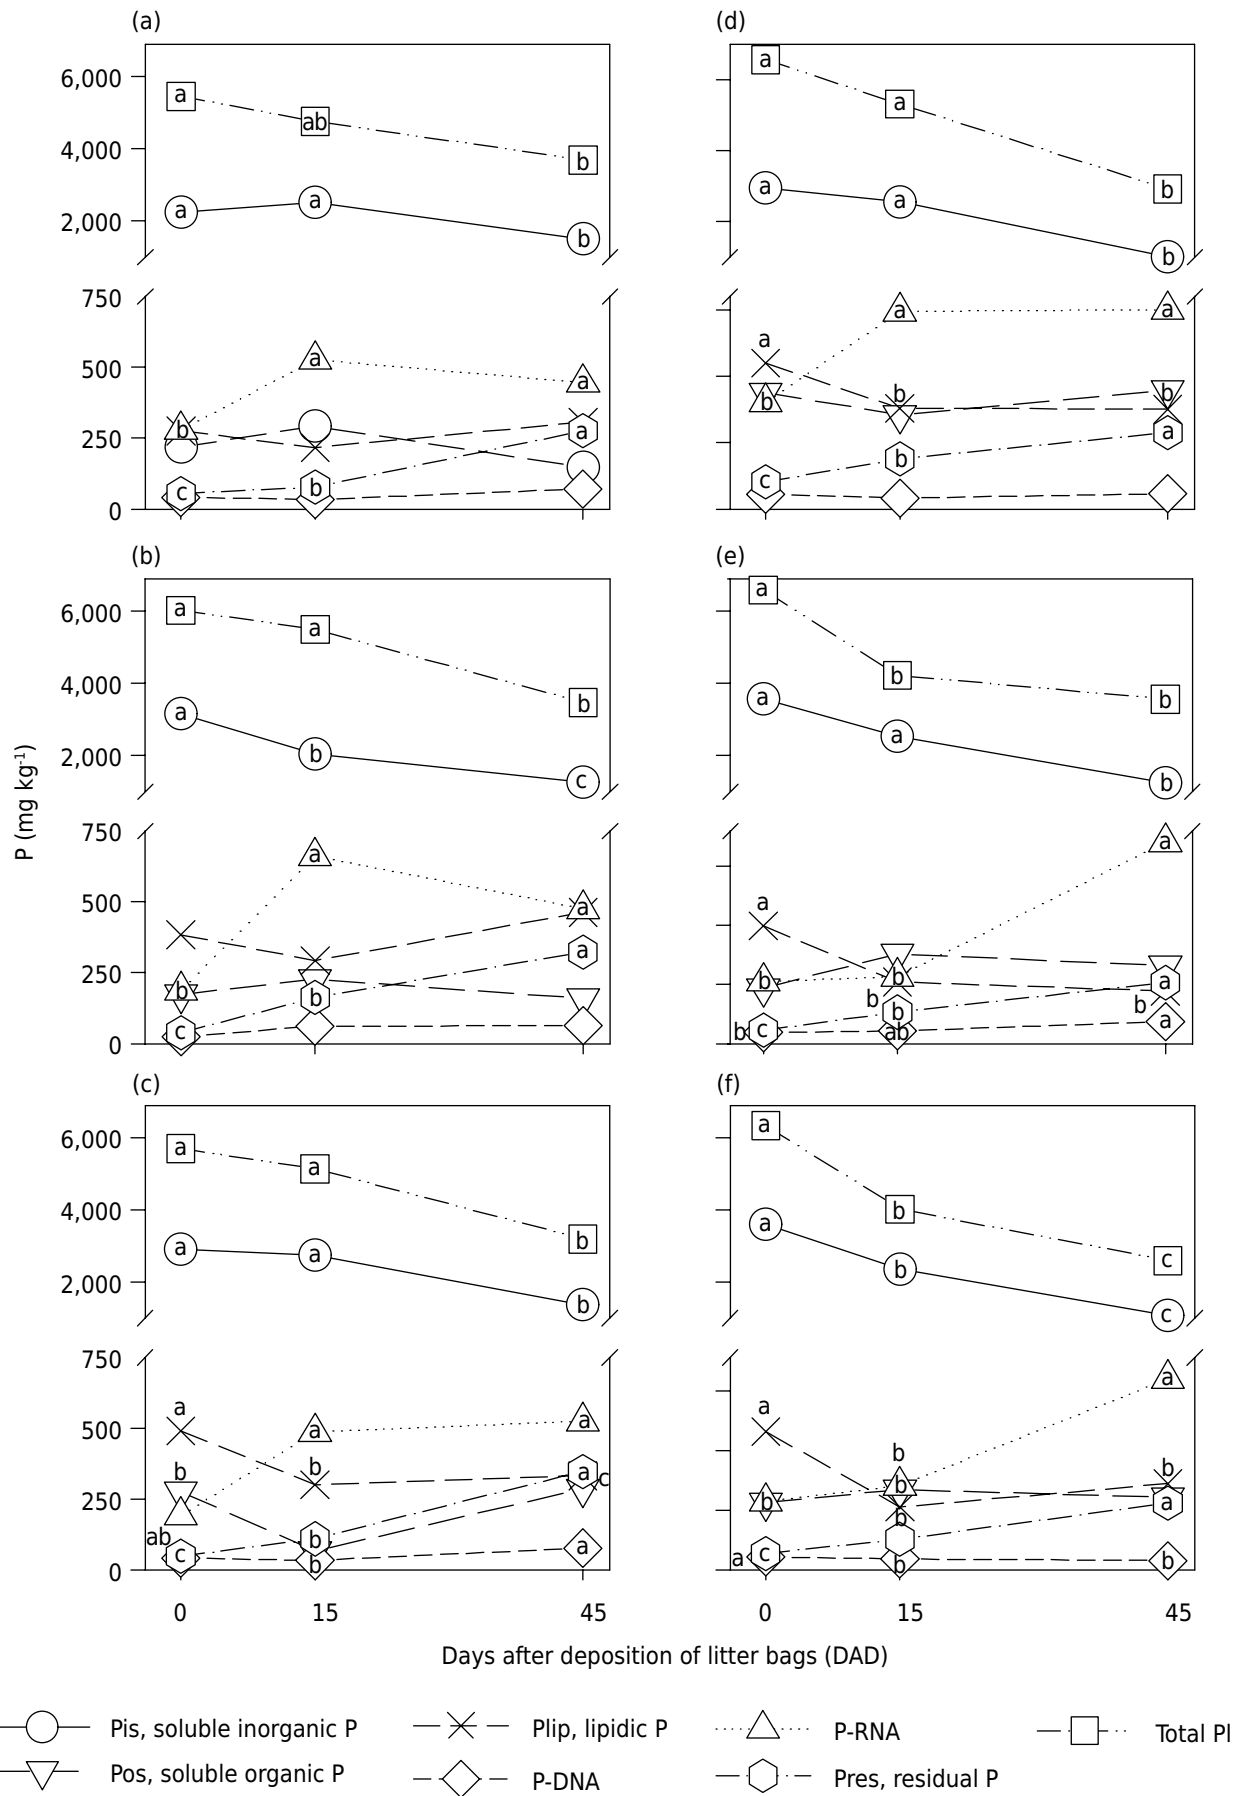 (a)
6,000
4,000
2,000
750
500
250
0
a
ab
b
a
a
b
a
a
b
a
c
b
(d)
a
a
b
a
a
b
a
a
a
b
b
b
a
b
c
(b)
6,000
4,000
2,000
750
500
250
0
a
a
b
a
b
c
a
a
b
a
b
c
(e)
a
b
b
a
a
b
a
a
b
b
b
b
a
b
b
c
ab
a
P (mg kg-1)
(c)
6,000
4,000
2,000
750
500
250
0
a
a
b
a
a
b
a
b
b
a
a
a
c
ab
c
b
b
a
0
15
45
(f)
a
b
c
a
b
c
a
a
b
b
b
b
a
b
a
c
b
b
0
15
45
Days after deposition of litter bags (DAD)
Pis, soluble inorganic P
Plip, lipidic P
P-RNA
Total Pl
Pos, soluble organic P
P-DNA
Pres, residual P